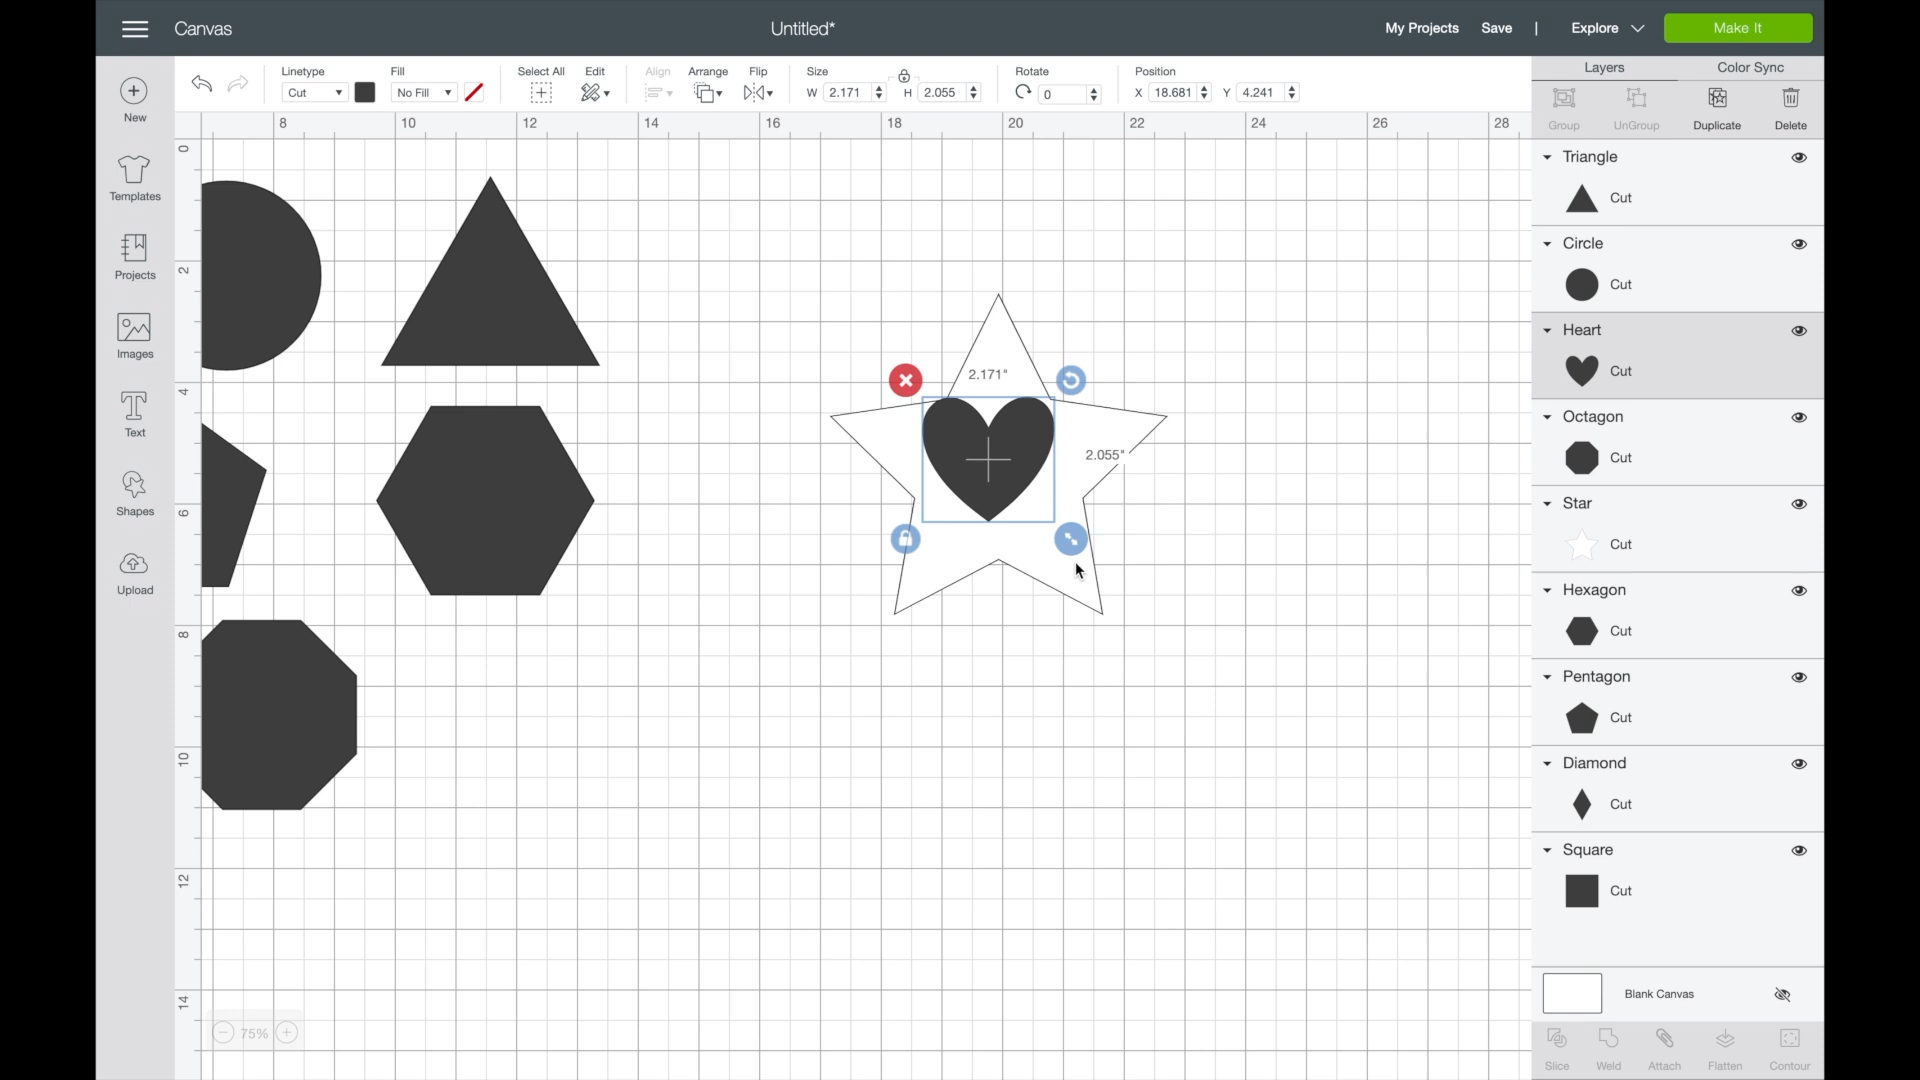 Canvas
Untitled*
My Projects Save | Explore
Make It
New
Templates
Projects
Images
Text
Shapes
Upload
Linetype
Cut
Fill
No Fill
Select All
Edit
Align
Arrange
Flip
Size
W 2.171
H 2.055
Rotate
0
Position
X 18.681
Y 4.241
8 10 12 14 16 18 20 22 24 26 28
0
2
4
6
8
10
12
14
2.171"
2.055"
75%
Layers
Color Sync
Group
UnGroup
Duplicate
Delete
Triangle
Cut
Circle
Cut
Heart
Cut
Octagon
Cut
Star
Cut
Hexagon
Cut
Pentagon
Cut
Diamond
Cut
Square
Cut
Blank Canvas
Slice
Weld
Attach
Flatten
Contour